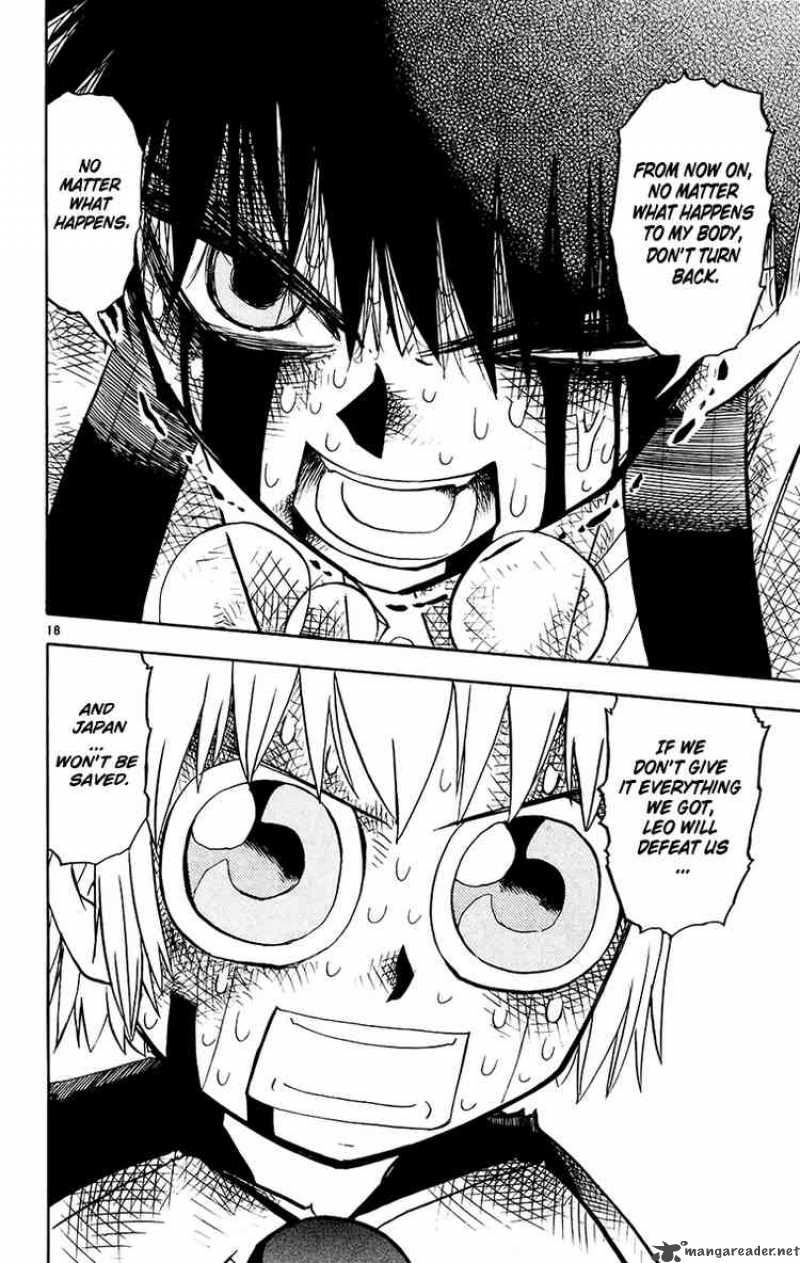 FROM NOW ON,
NO MATTER
WHAT HAPPENS
TO MY BODY,
DON'T TURN
BACK.
NO
MATTER
WHAT
HAPPENS.
18
IF WE
DON'T GIVE
IT EVERYTHING
WE GOT,
LEO WILL
DEFEAT US
...
AND
JAPAN
...
WON'T BE
SAVED.
mangareader.net